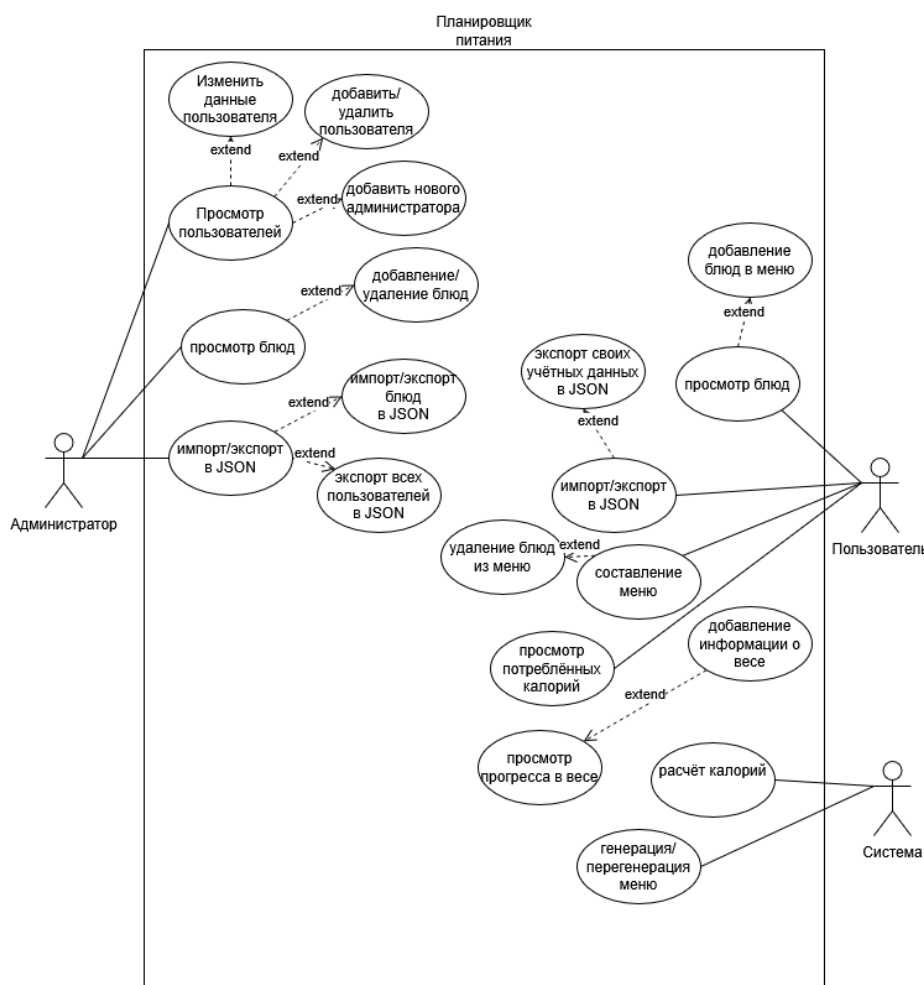 Планировщик
питания
Изменить
данные
пользователя
добавить/
удалить
пользователя
extend
extend
Просмотр
пользователей
extend
добавить нового
администратора
добавление/
удаление блюд
extend
просмотр блюд
импорт/экспорт
блюд
в JSON
extend
импорт/экспорт
в JSON
extend
экспорт всех
пользователей
в JSON
Администратор
добавление
блюд в меню
extend
просмотр блюд
экспорт своих
учётных данных
в JSON
extend
импорт/экспорт
в JSON
Пользователь
удаление блюд
из меню
extend
составление
меню
просмотр
потреблённых
калорий
добавление
информации о
весе
extend
просмотр
прогресса в весе
расчёт калорий
генерация/
перегенерация
меню
Система